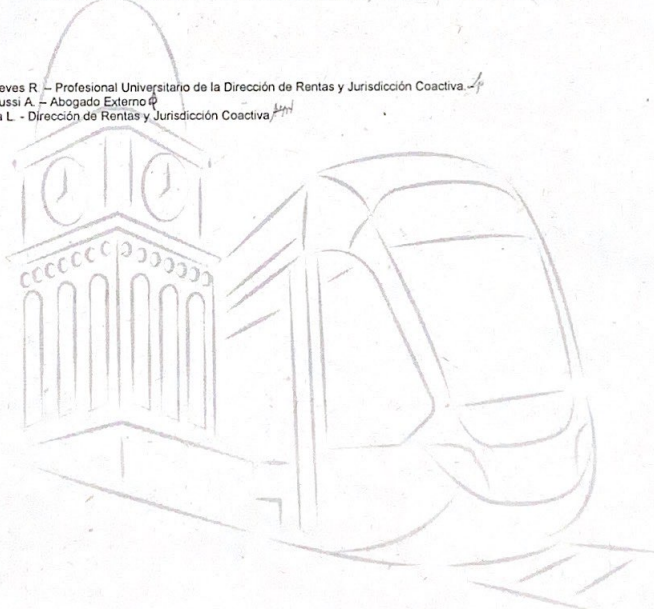 eves R. – Profesional Universitario de la Dirección de Rentas y Jurisdicción Coactiva.
ussi A. – Abogado Externo
a L. - Dirección de Rentas y Jurisdicción Coactiva